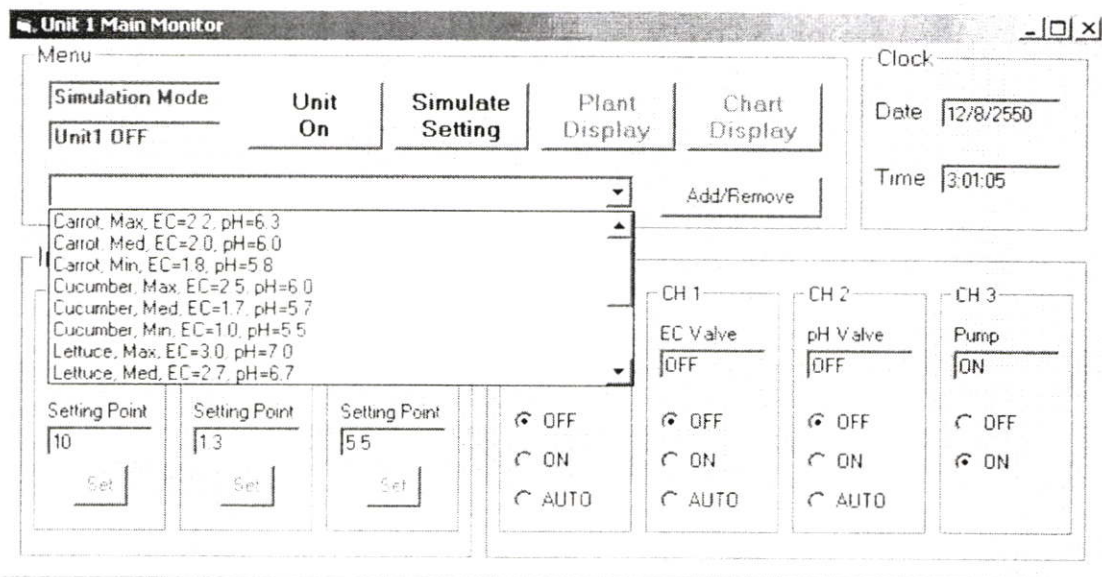 Unit 1 Main Monitor
Menu
Clock
Simulation Mode
Unit1 OFF
Unit On
Simulate Setting
Plant Display
Chart Display
Date 12/8/2550
Time 3:01:05
Add/Remove
Carrot, Max, EC=2.2, pH=6.3
Carrot, Med, EC=2.0, pH=6.0
Carrot, Min, EC=1.8, pH=5.8
Cucumber, Max, EC=2.5, pH=6.0
Cucumber, Med, EC=1.7, pH=5.7
Cucumber, Min, EC=1.0, pH=5.5
Lettuce, Max, EC=3.0, pH=7.0
Lettuce, Med, EC=2.7, pH=6.7
Setting Point
10
Set
Setting Point
1.3
Set
Setting Point
5.5
Set
OFF
ON
AUTO
CH 1
EC Valve
OFF
OFF
ON
AUTO
CH 2
pH Valve
OFF
OFF
ON
AUTO
CH 3
Pump
ON
OFF
ON